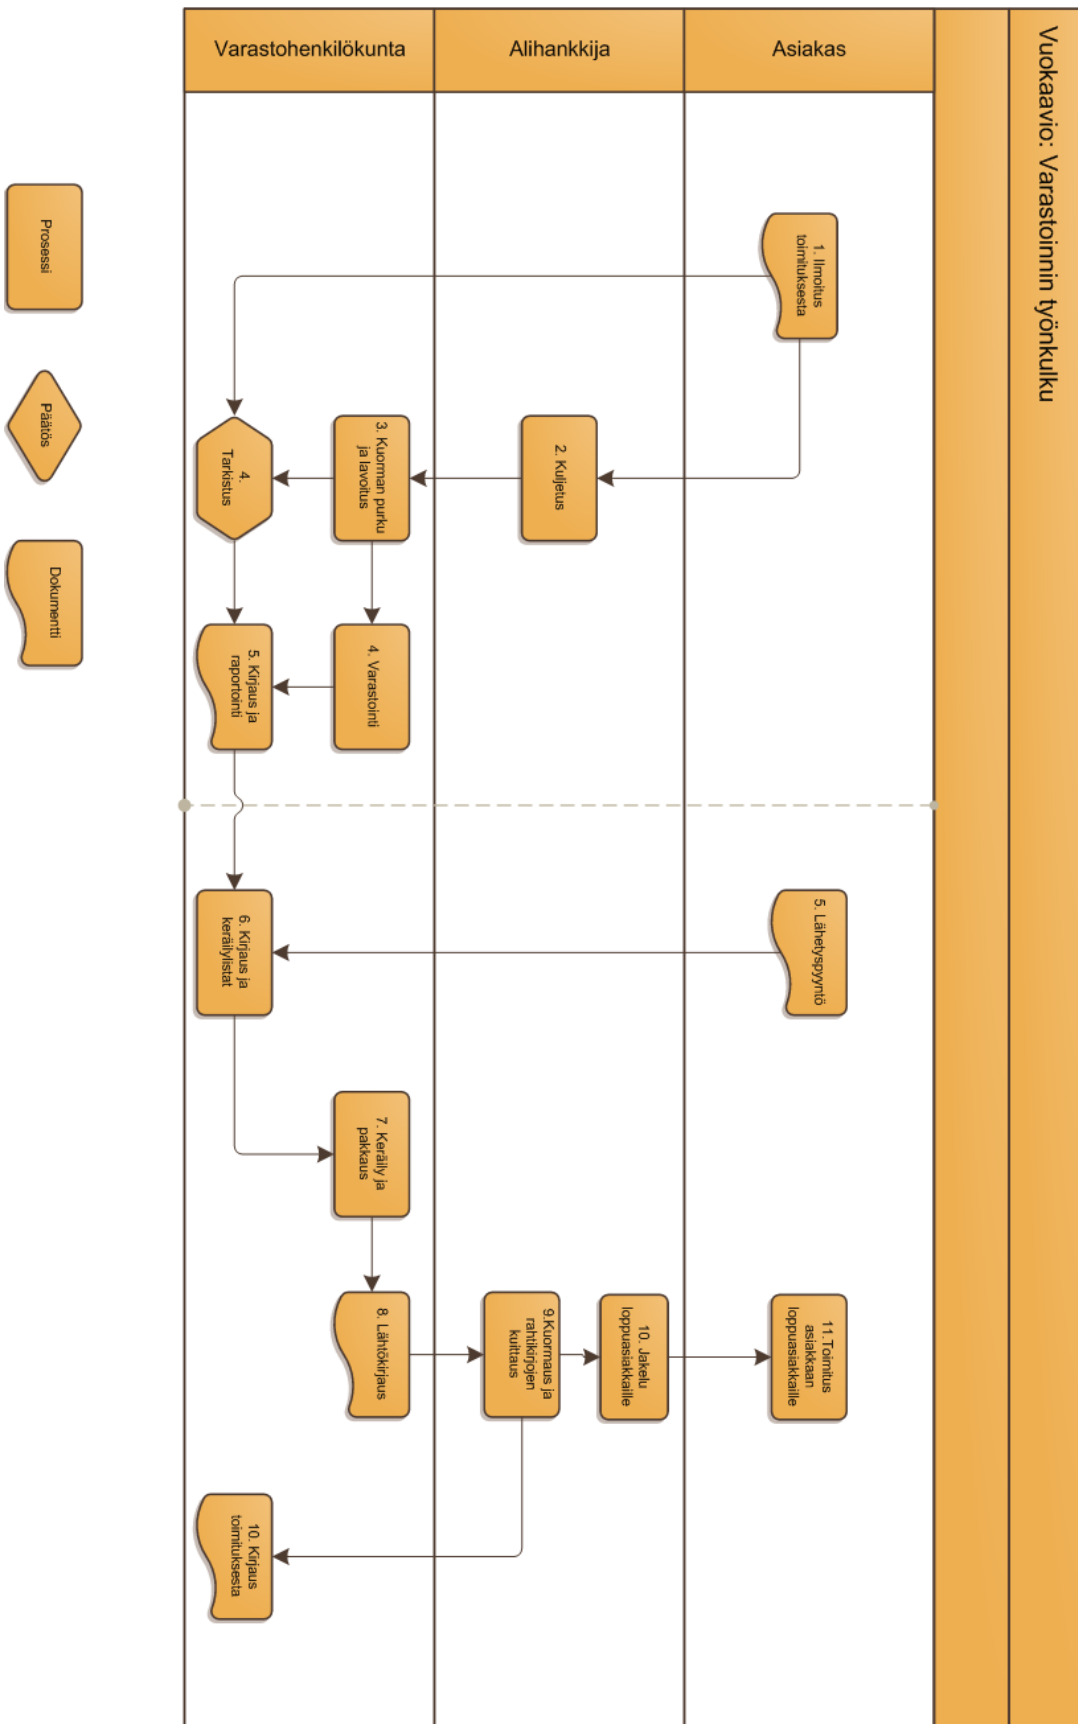 Vuokaavio: Varastoinnin työnkulku
Asiakas
Alihankkija
Varastohenkilökunta
1. Ilmoitus
toimituksesta
2. Kuljetus
3. Kuorman purku
ja lavoitus
4.
Tarkistus
4. Varastointi
5. Kirjaus ja
raportointi
5. Lähetyspyyntö
6. Kirjaus ja
keräilylistat
7. Keräily ja
pakkaus
8. Lähtökirjaus
9.Kuormaus ja
rahtikirjojen
kuittaus
10. Jakelu
loppuasiakkaille
11.Toimitus
asiakkaan
loppuasiakkaille
10. Kirjaus
toimituksesta
Prosessi
Päätös
Dokumentti